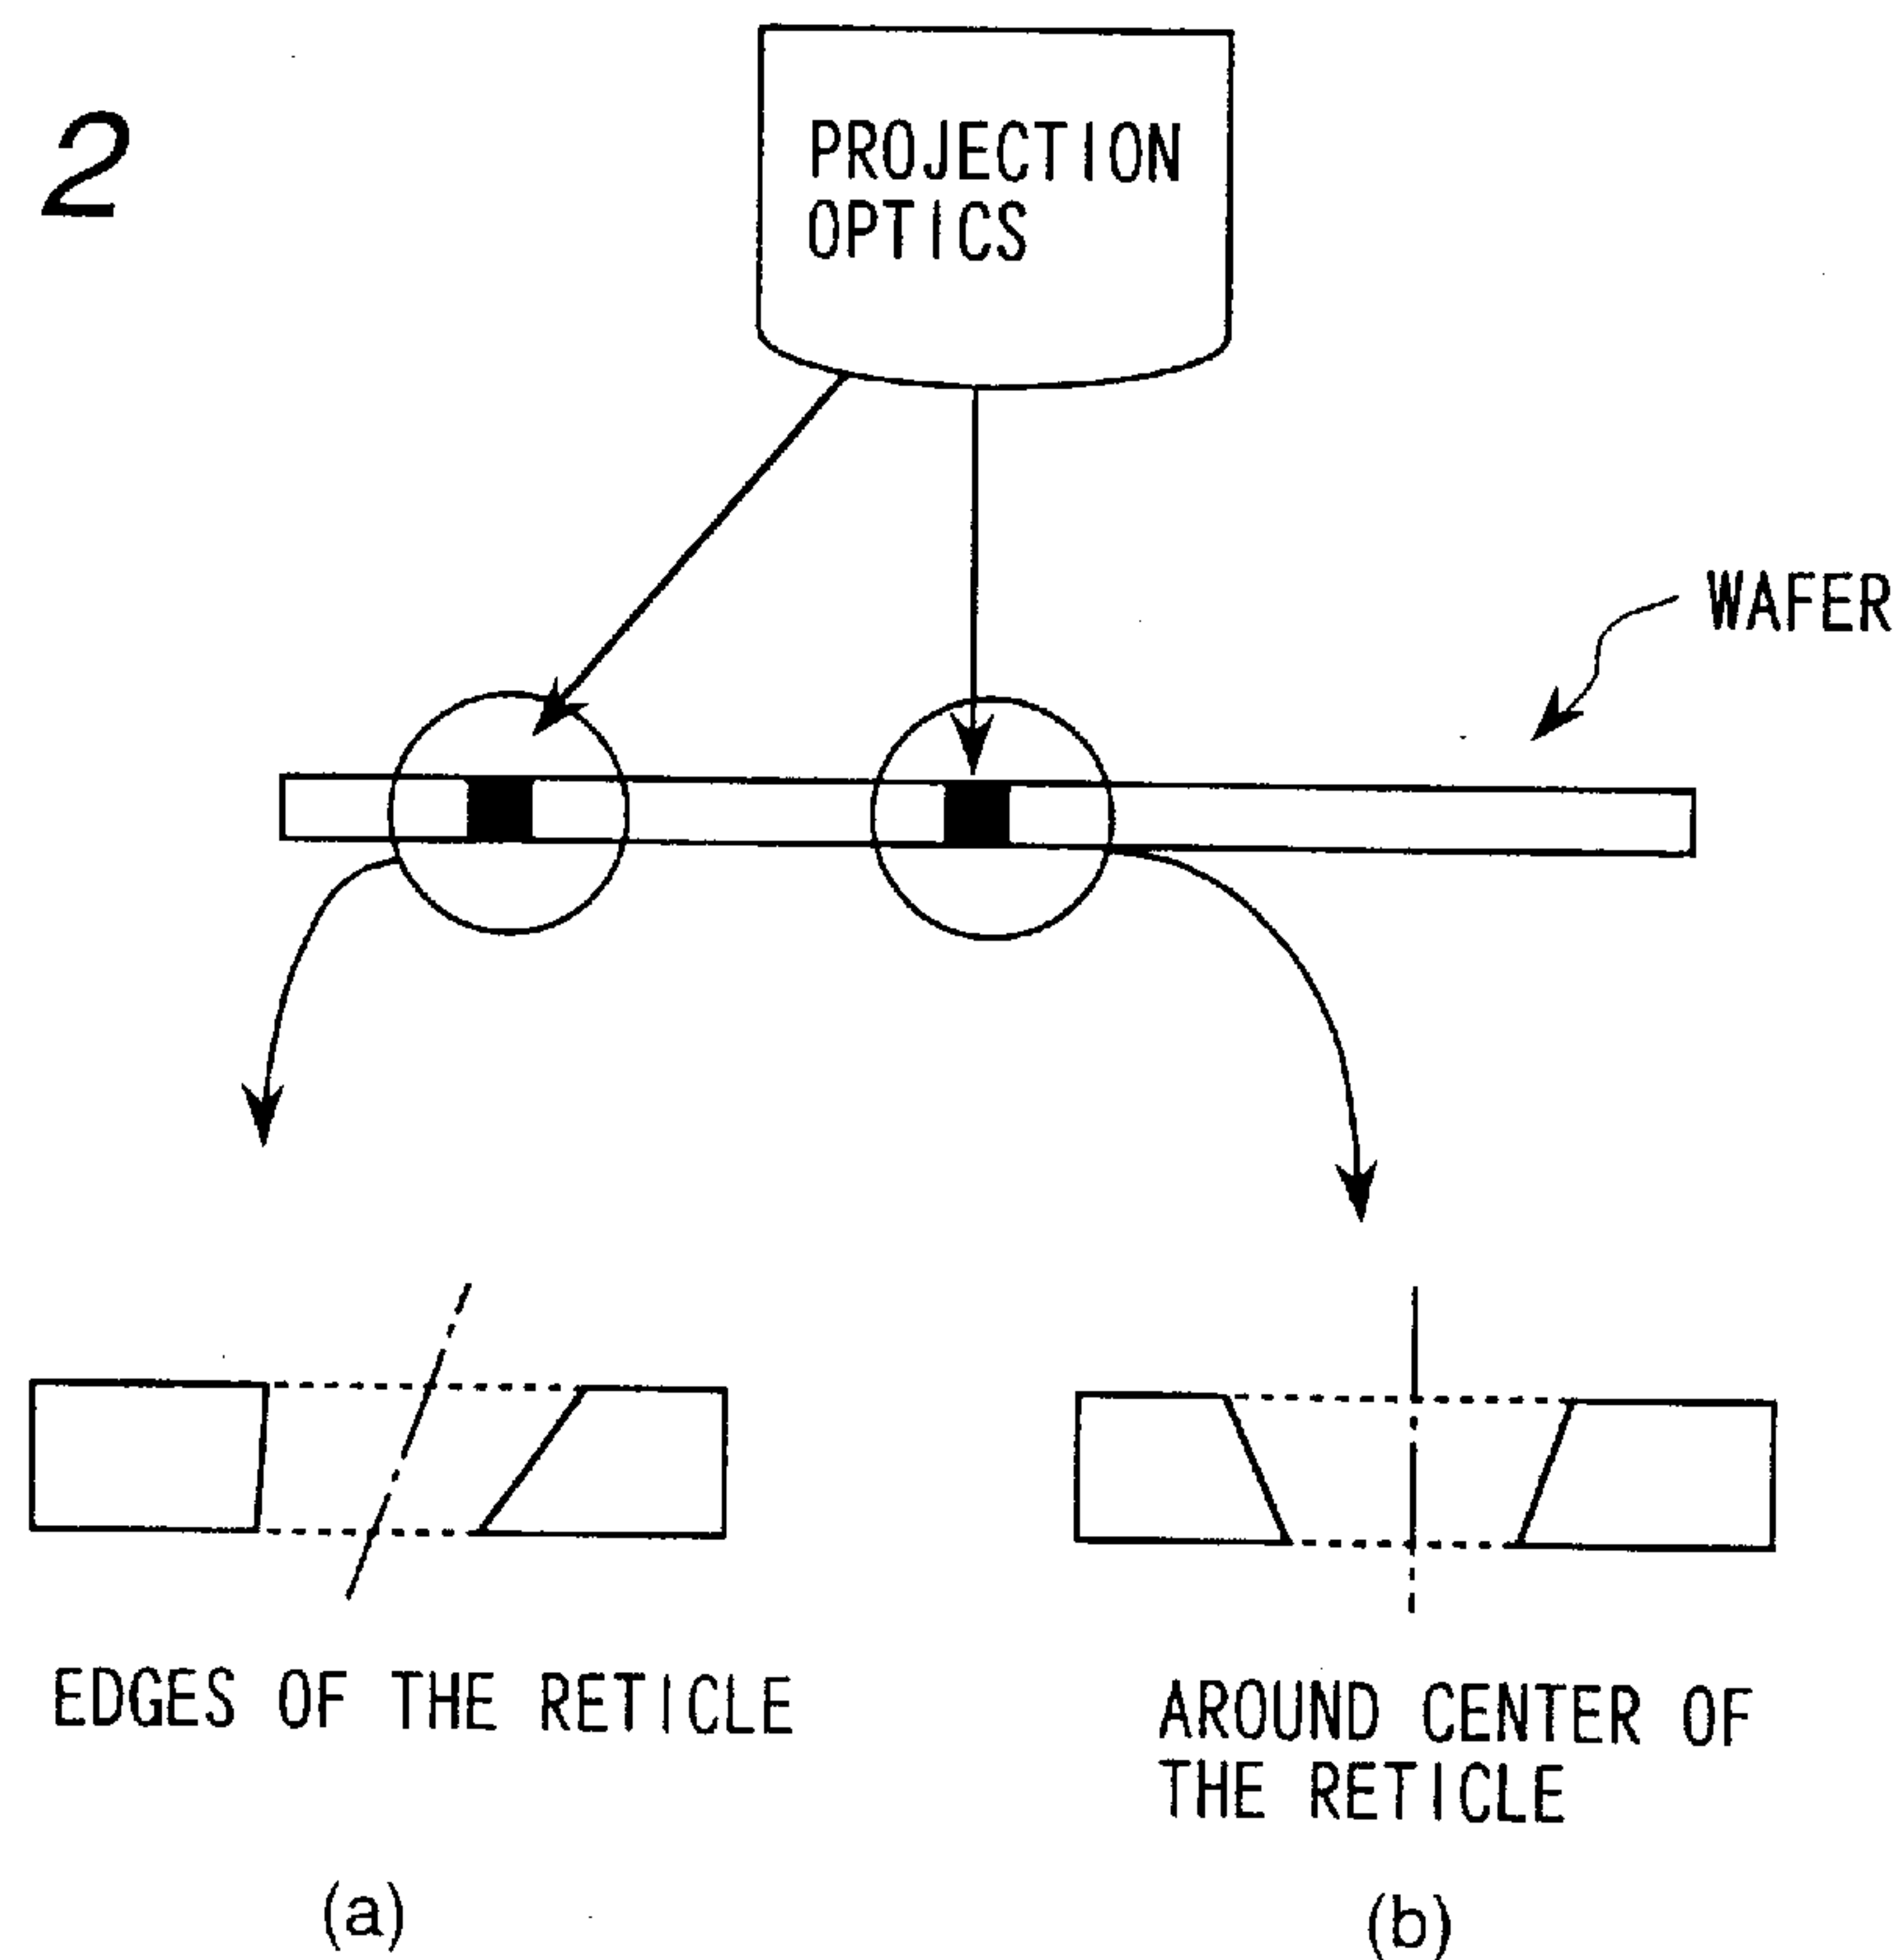 2
PROJECTION
OPTICS
WAFER
EDGES OF THE RETICLE
AROUND CENTER OF
THE RETICLE
(a)
(b)